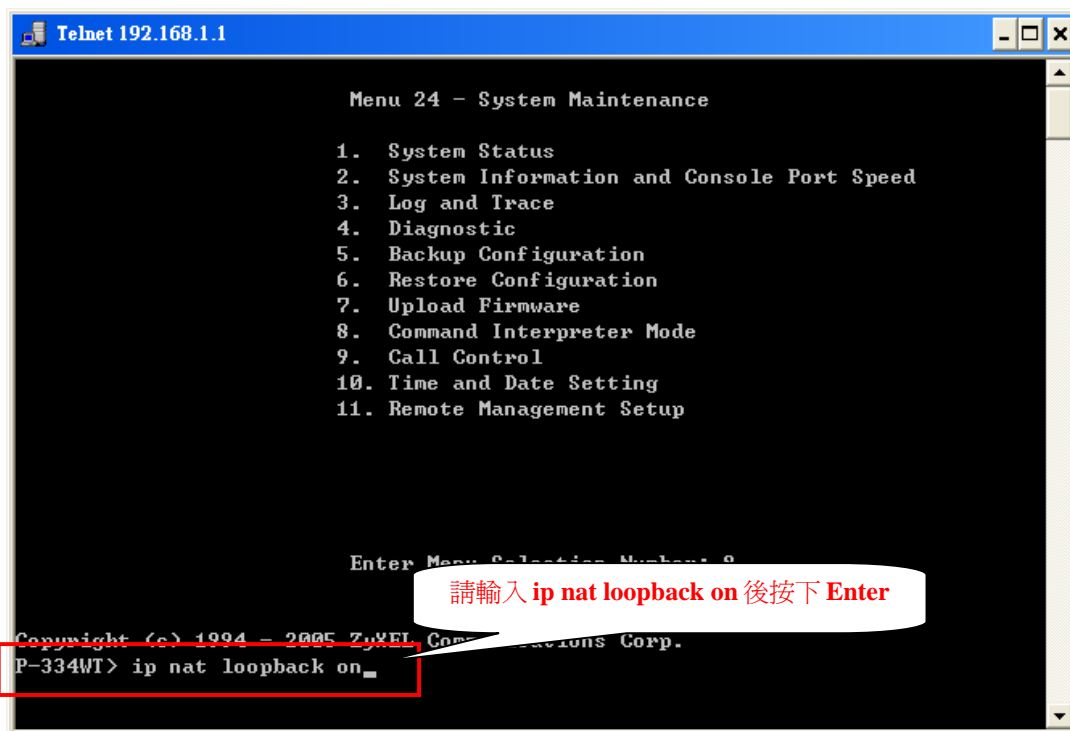 Telnet 192.168.1.1
Menu 24 - System Maintenance
1. System Status
2. System Information and Console Port Speed
3. Log and Trace
4. Diagnostic
5. Backup Configuration
6. Restore Configuration
7. Upload Firmware
8. Command Interpreter Mode
9. Call Control
10. Time and Date Setting
11. Remote Management Setup
Enter Menu Selection Number: 8
請輸入 ip nat loopback on 後按下 Enter
Copyright (c) 1994 - 2005 ZyXEL Communications Corp.
P-334WT> ip nat loopback on_